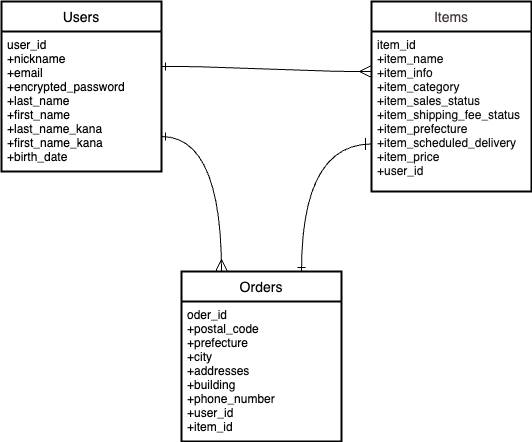 Users
user_id
+nickname
+email
+encrypted_password
+last_name
+first_name
+last_name_kana
+first_name_kana
+birth_date
Items
item_id
+item_name
+item_info
+item_category
+item_sales_status
+item_shipping_fee_status
+item_prefecture
+item_scheduled_delivery
+item_price
+user_id
Orders
oder_id
+postal_code
+prefecture
+city
+addresses
+building
+phone_number
+user_id
+item_id